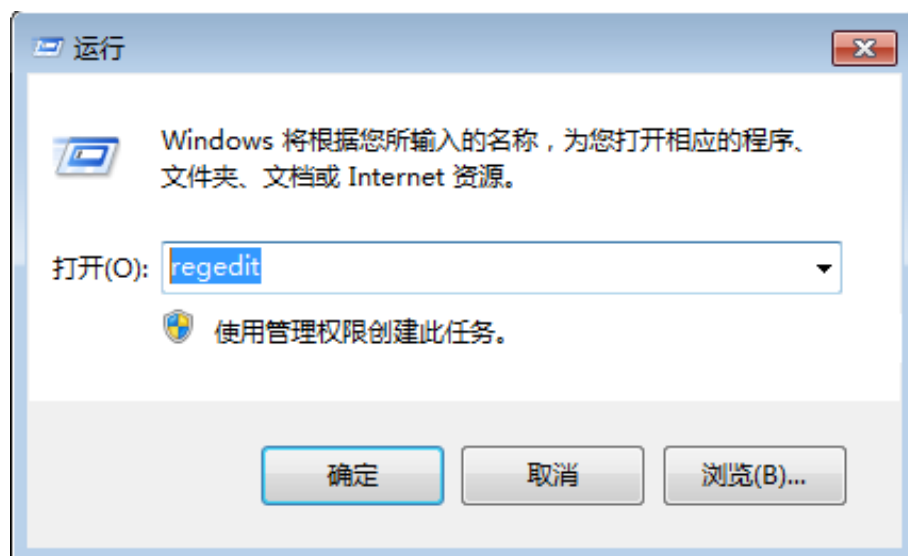 运行
Windows 将根据您所输入的名称，为您打开相应的程序、
文件夹、文档或 Internet 资源。
打开(O): regedit
使用管理权限创建此任务。
确定 取消 浏览(B)...